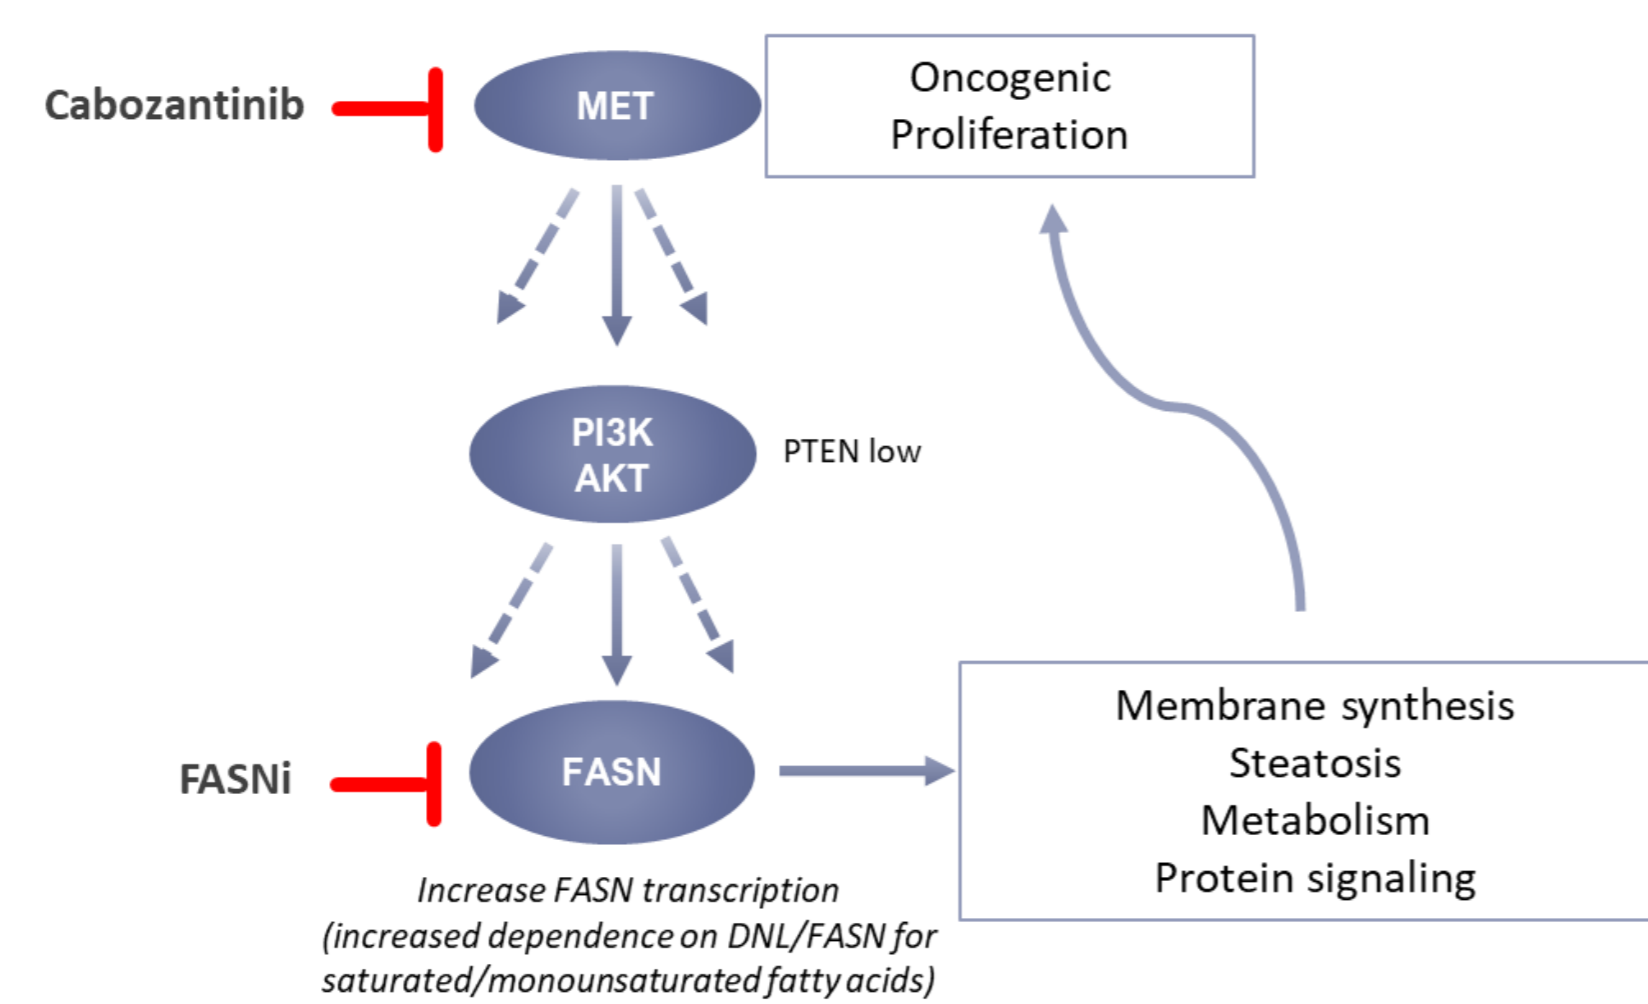 Cabozantinib
MET
Oncogenic
Proliferation
PI3K
AKT
PTEN low
FASNi
FASN
Membrane synthesis
Steatosis
Metabolism
Protein signaling
Increase FASN transcription
(increased dependence on DNL/FASN for
saturated/monounsaturated fatty acids)